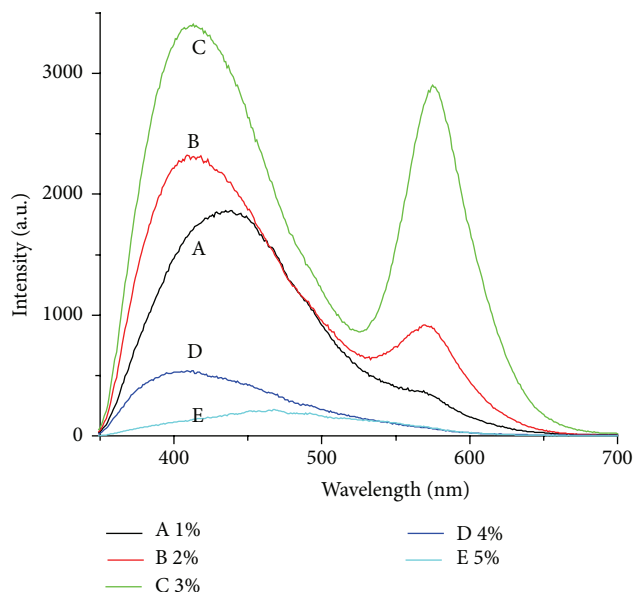 Intensity (a.u.)
3000
2000
1000
0
C
B
A
D
E
400
500
600
700
Wavelength (nm)
A 1%
B 2%
C 3%
D 4%
E 5%